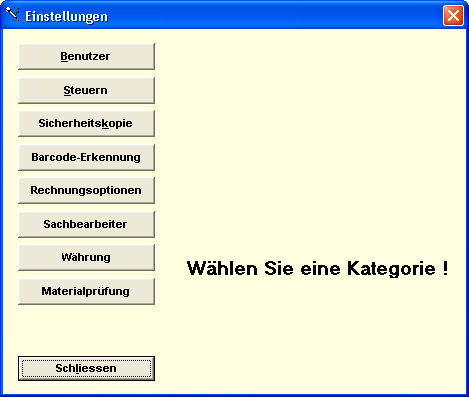 Einstellungen
Benutzer
Steuern
Sicherheitskopie
Barcode-Erkennung
Rechnungsoptionen
Sachbearbeiter
Währung
Wählen Sie eine Kategorie !
Materialprüfung
Schliessen